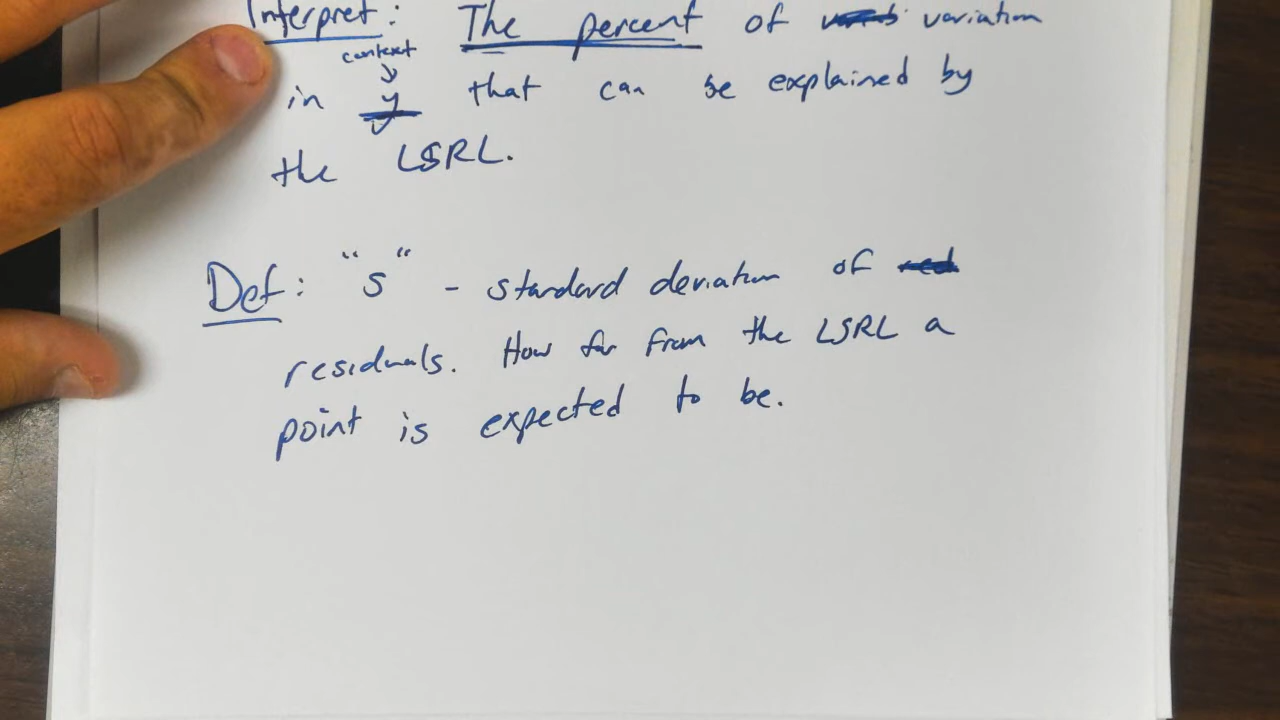 Interpret: The percent of variation
context
in y that can be explained by
the LSRL.
Def: "s" - standard deviation of
residuals. How far from the LSRL a
point is expected to be.